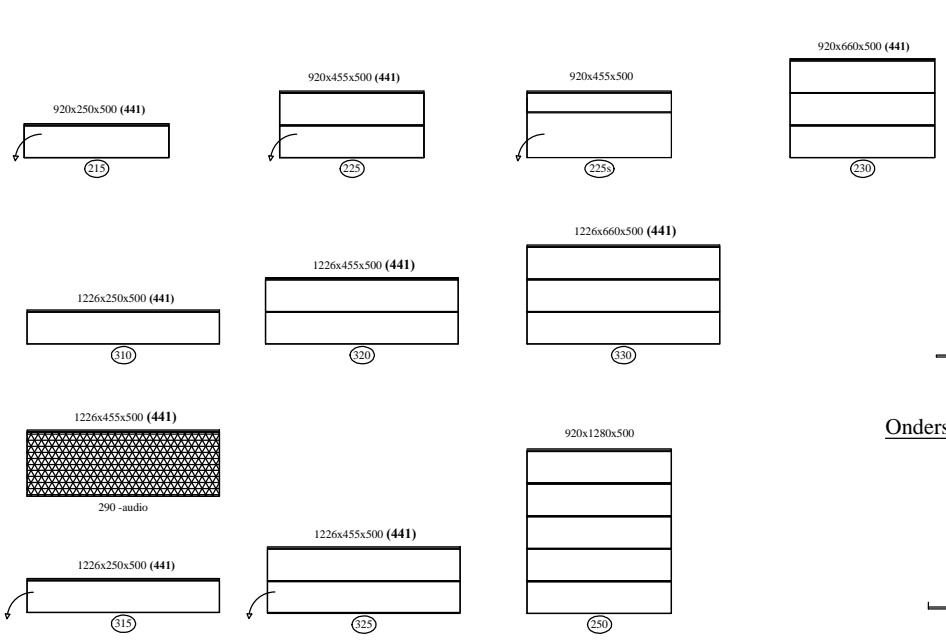 920x250x500 (441)
215
920x455x500 (441)
225
920x455x500
225s
920x660x500 (441)
230
1226x250x500 (441)
310
1226x455x500 (441)
320
1226x660x500 (441)
330
1226x455x500 (441)
290 -audio
Onders
1226x250x500 (441)
315
1226x455x500 (441)
325
920x1280x500
250